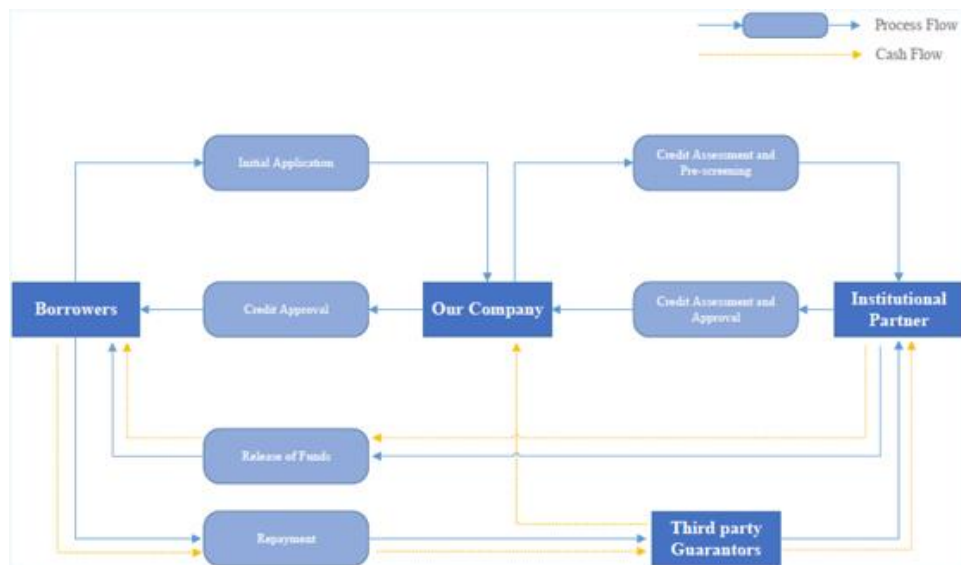 Process Flow
Cash Flow
Initial Application
Credit Assessment and
Pre-screening
Borrowers
Credit Approval
Our Company
Credit Assessment and
Approval
Institutional
Partner
Release of Funds
Repayment
Third party
Guarantors